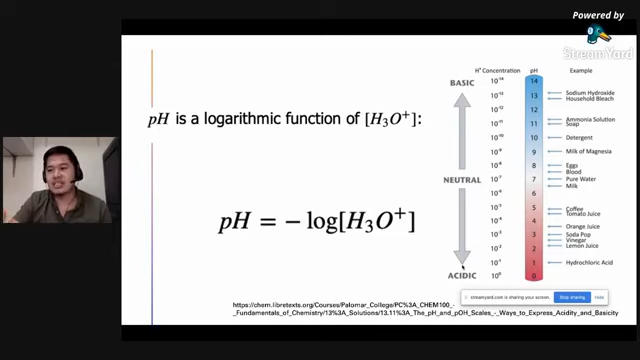 Powered by
StreamYard
pH is a logarithmic function of [H₃O⁺]:
pH = − log[H₃O⁺]
H⁺ Concentration pH Example
BASIC
10⁻¹⁴ 14
10⁻¹³ 13 Sodium Hydroxide
Household Bleach
10⁻¹² 12
10⁻¹¹ 11 Ammonia Solution
Soap
10⁻¹⁰ 10 Detergent
10⁻⁹ 9 Milk of Magnesia
10⁻⁸ 8 Eggs
Blood
NEUTRAL 10⁻⁷ 7 Pure Water
Milk
10⁻⁶ 6
10⁻⁵ 5 Coffee
Tomato Juice
10⁻⁴ 4 Orange Juice
10⁻³ 3 Soda Pop
Vinegar
10⁻² 2 Lemon Juice
10⁻¹ 1 Hydrochloric Acid
ACIDIC 10⁰ 0
streamyard.com is sharing your screen. Stop sharing Hide
https://chem.libretexts.org/Courses/Palomar_College/PC%3A_CHEM100_-
_Fundamentals_of_Chemistry/13%3A_Solutions/13.11%3A_The_pH_and_pOH_Scales_-_Ways_to_Express_Acidity_and_Basicity